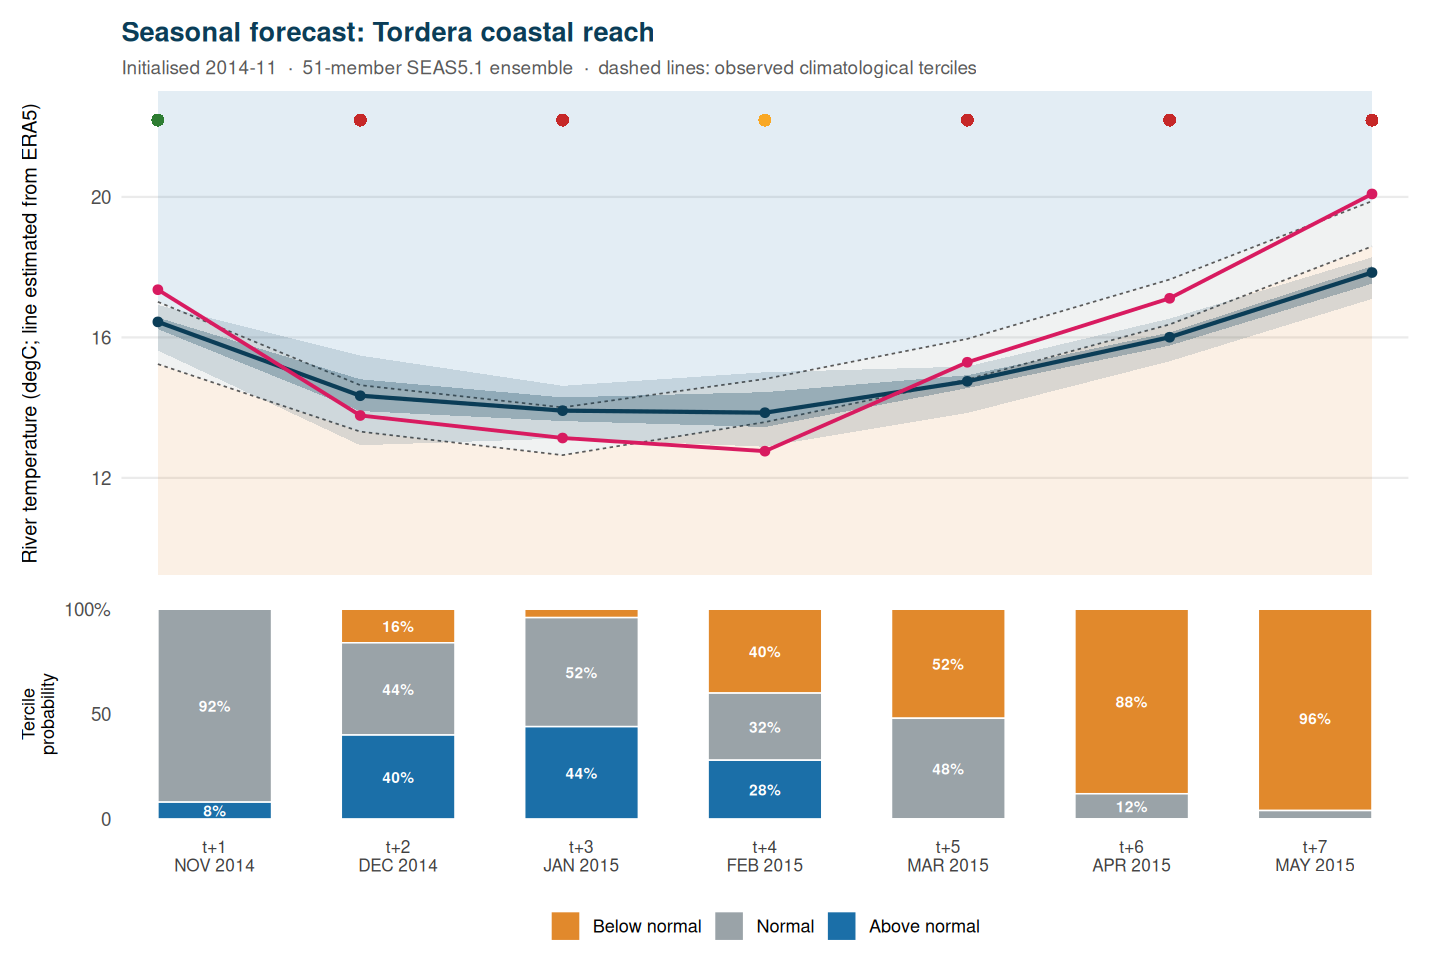 Seasonal forecast: Tordera coastal reach
Initialised 2014-11 · 51-member SEAS5.1 ensemble · dashed lines: observed climatological terciles
River temperature (degC; line estimated from ERA5)
20
16
12
Tercile
probability
100%
50
0
92%
8%
16%
44%
40%
52%
44%
40%
32%
28%
52%
48%
88%
12%
96%
t+1
NOV 2014
t+2
DEC 2014
t+3
JAN 2015
t+4
FEB 2015
t+5
MAR 2015
t+6
APR 2015
t+7
MAY 2015
Below normal
Normal
Above normal